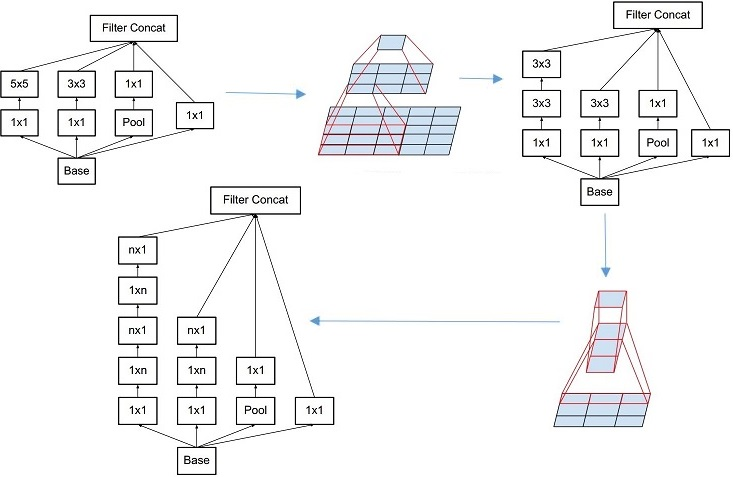 Filter Concat
5x5 3x3 1x1
1x1 1x1 Pool 1x1
Base
Filter Concat
3x3
3x3 3x3 1x1
1x1 1x1 Pool 1x1
Base
Filter Concat
nx1
1xn
nx1 nx1
1xn 1xn 1x1
1x1 1x1 Pool 1x1
Base